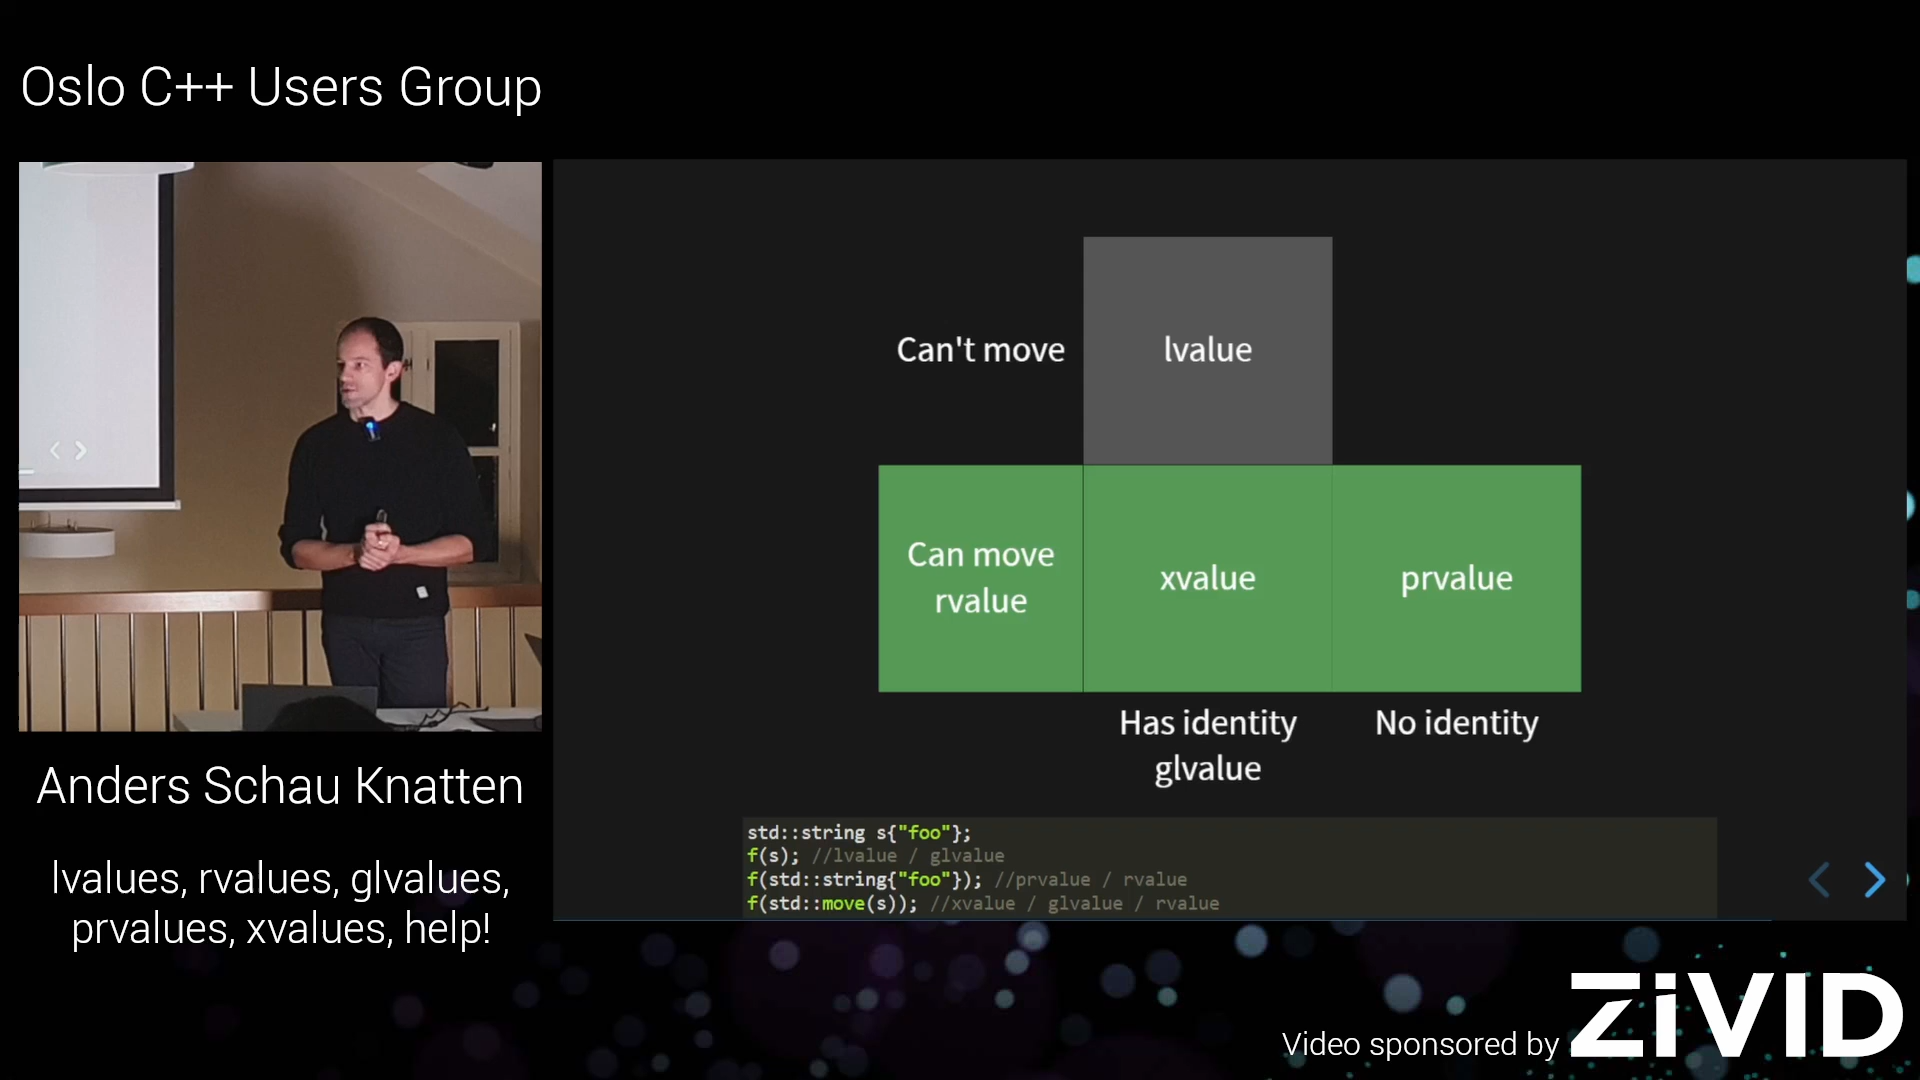 Oslo C++ Users Group
Can't move
lvalue
Can move
rvalue
xvalue
prvalue
Has identity
glvalue
No identity
std::string s{"foo"};
f(s); //lvalue / glvalue
f(std::string{"foo"}); //prvalue / rvalue
f(std::move(s)); //xvalue / glvalue / rvalue
Anders Schau Knatten
lvalues, rvalues, glvalues,
prvalues, xvalues, help!
Video sponsored by ZiVID